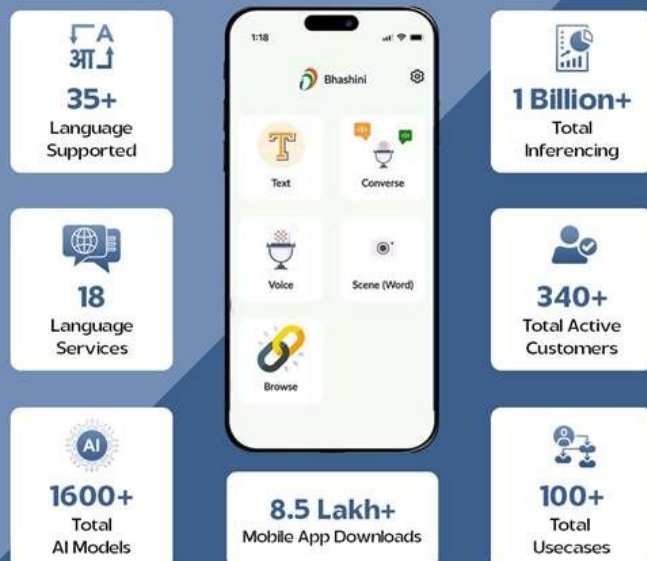 A
आ
35+
Language
Supported
18
Language
Services
AI
1600+
Total
AI Models
1:18
Bhashini
T
Text
Converse
Voice
Scene (Word)
Browse
8.5 Lakh+
Mobile App Downloads
1 Billion+
Total
Inferencing
340+
Total Active
Customers
100+
Total
Usecases